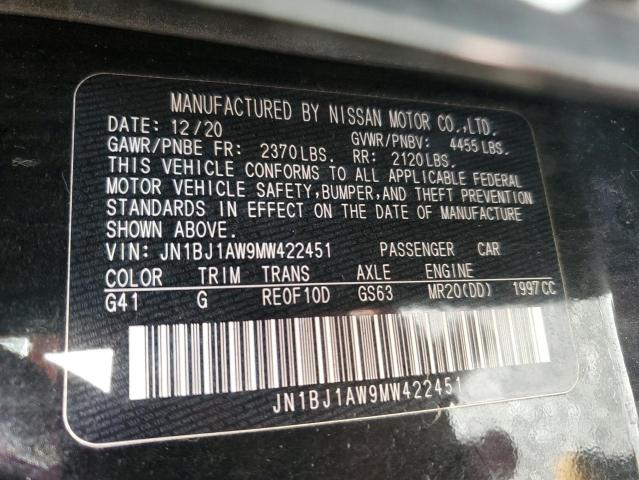 MANUFACTURED BY NISSAN MOTOR CO.,LTD.
DATE: 12/20 GVWR/PNBV: 4455LBS.
GAWR/PNBE FR: 2370LBS. RR: 2120LBS.
THIS VEHICLE CONFORMS TO ALL APPLICABLE FEDERAL
MOTOR VEHICLE SAFETY,BUMPER,AND THEFT PREVENTION
STANDARDS IN EFFECT ON THE DATE OF MANUFACTURE
SHOWN ABOVE.
VIN: JN1BJ1AW9MW422451 PASSENGER CAR
COLOR TRIM TRANS AXLE ENGINE
G41 G RE0F10D GS63 MR20(DD) 1997CC
JN1BJ1AW9MW422451